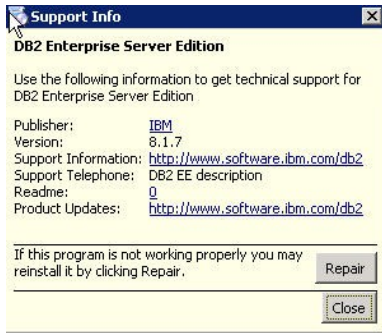 Support Info
DB2 Enterprise Server Edition
Use the following information to get technical support for
DB2 Enterprise Server Edition
Publisher: IBM
Version: 8.1.7
Support Information: http://www.software.ibm.com/db2
Support Telephone: DB2 EE description
Readme: 0
Product Updates: http://www.software.ibm.com/db2
If this program is not working properly you may
reinstall it by clicking Repair.
Repair
Close